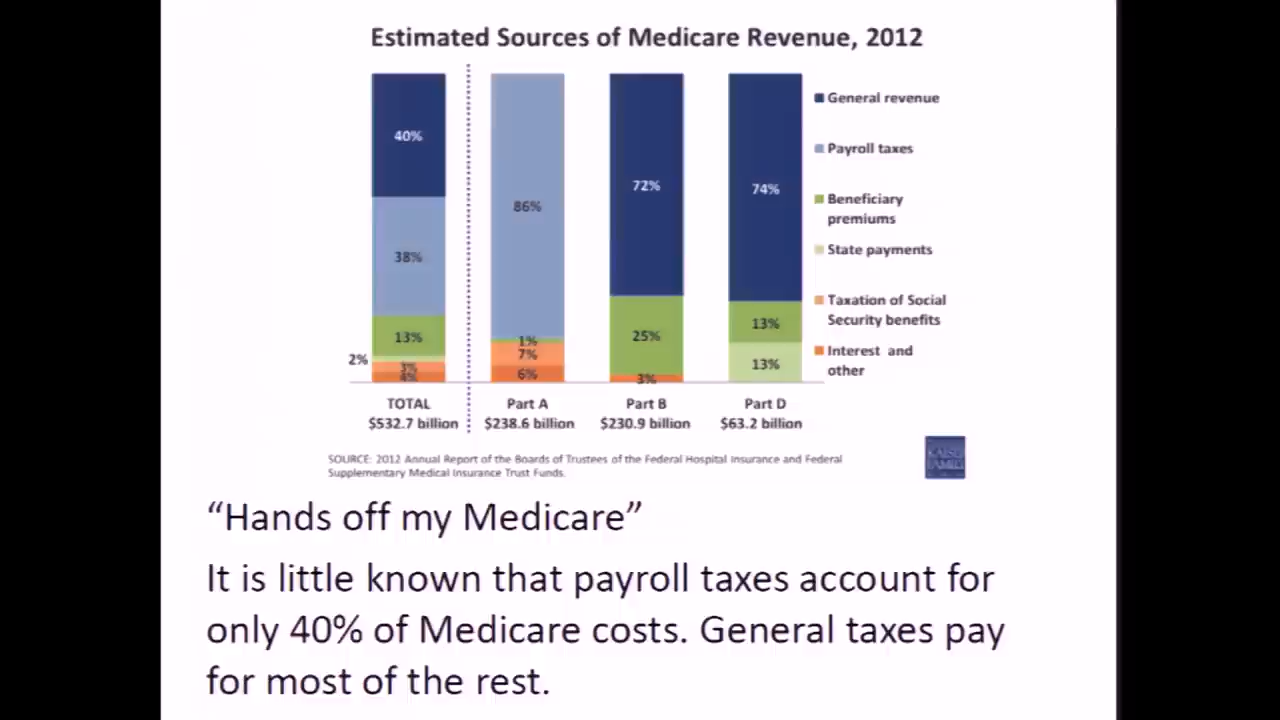 Estimated Sources of Medicare Revenue, 2012
40%
38%
13%
2%
3%
4%
86%
1%
7%
6%
72%
25%
3%
74%
13%
13%
General revenue
Payroll taxes
Beneficiary
premiums
State payments
Taxation of Social
Security benefits
Interest and
other
TOTAL
$532.7 billion
Part A
$238.6 billion
Part B
$230.9 billion
Part D
$63.2 billion
SOURCE: 2012 Annual Report of the Boards of Trustees of the Federal Hospital Insurance and Federal
Supplementary Medical Insurance Trust Funds.
KAISER
FAMILY
“Hands off my Medicare”
It is little known that payroll taxes account for
only 40% of Medicare costs. General taxes pay
for most of the rest.